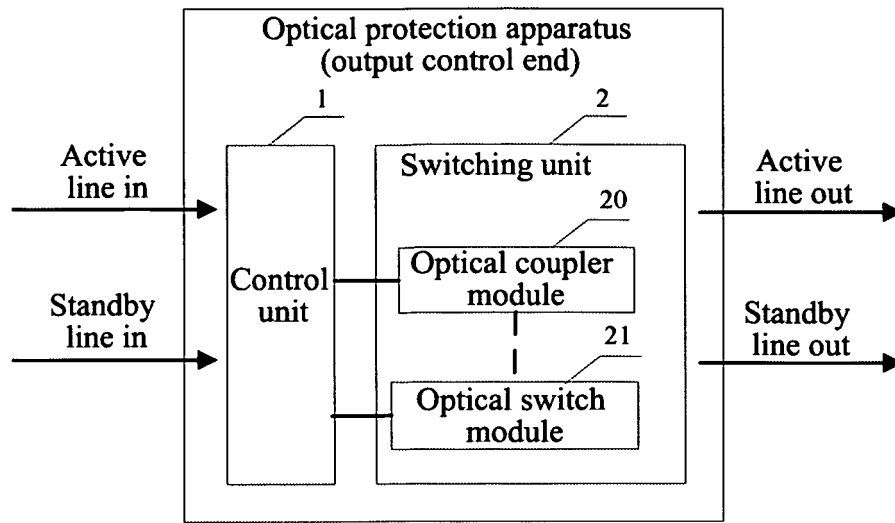 Optical protection apparatus
(output control end)
1
2
Active
line in
Switching unit
Active
line out
20
Optical coupler
module
Control
unit
Standby
line in
Standby
line out
21
Optical switch
module